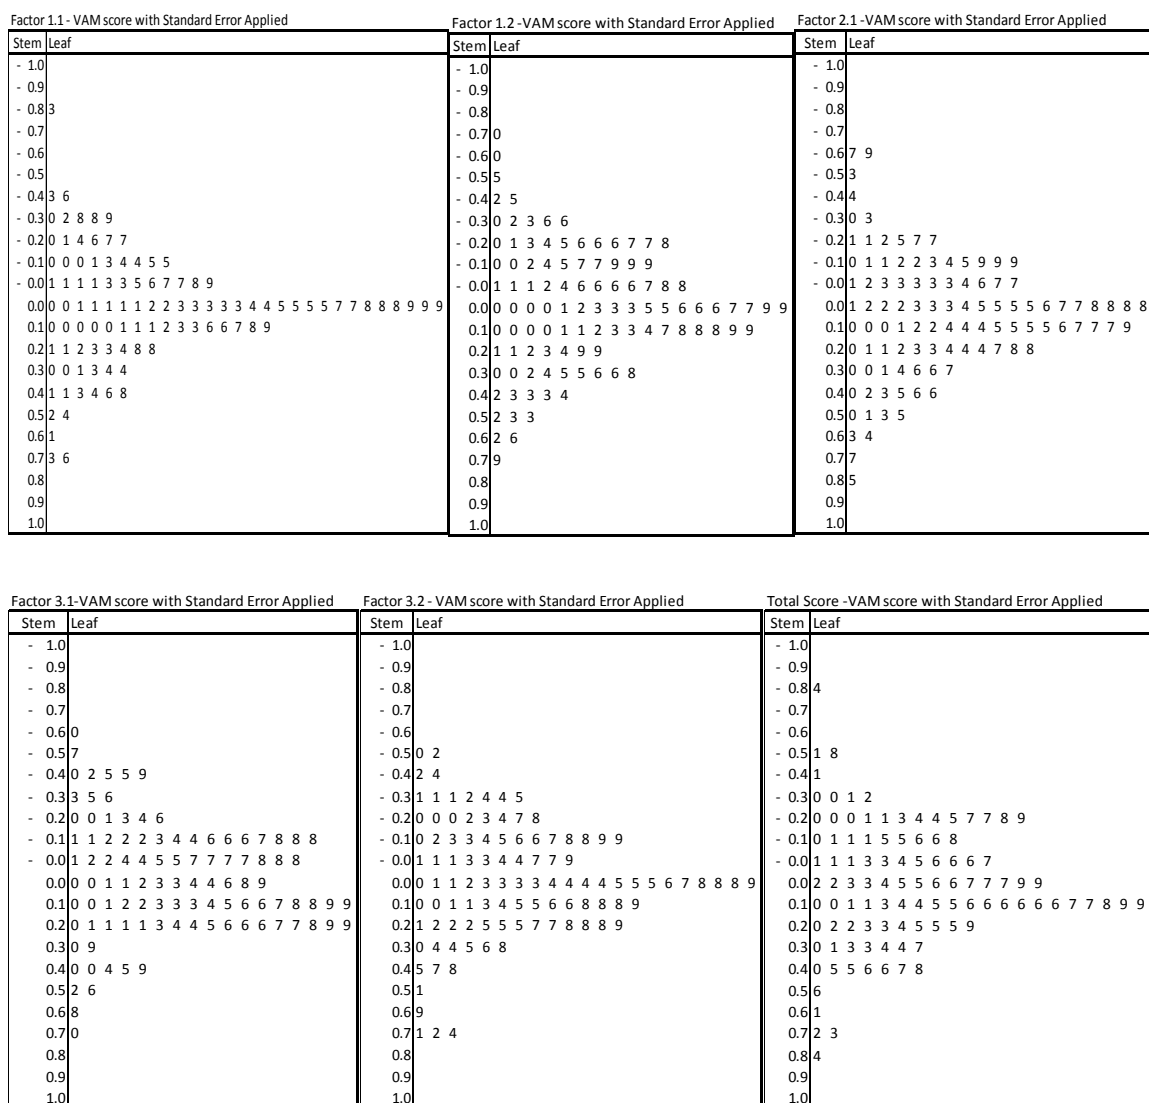 Factor 1.1 - VAM score with Standard Error Applied
Stem Leaf
- 1.0
- 0.9
- 0.8 3
- 0.7
- 0.6
- 0.5
- 0.4 3 6
- 0.3 0 2 8 8 9
- 0.2 0 1 4 6 7 7
- 0.1 0 0 0 1 3 4 4 5 5
- 0.0 1 1 1 1 3 3 5 6 7 7 8 9
0.0 0 0 1 1 1 1 1 2 2 3 3 3 3 3 4 4 5 5 5 5 7 7 8 8 8 9 9 9
0.1 0 0 0 0 0 1 1 1 2 3 3 6 6 7 8 9
0.2 1 1 2 3 3 4 8 8
0.3 0 0 1 3 4 4
0.4 1 1 3 4 6 8
0.5 2 4
0.6 1
0.7 3 6
0.8
0.9
1.0
Factor 1.2 -VAM score with Standard Error Applied
Stem Leaf
- 1.0
- 0.9
- 0.8
- 0.7 0
- 0.6 0
- 0.5 5
- 0.4 2 5
- 0.3 0 2 3 6 6
- 0.2 0 1 3 4 5 6 6 6 7 7 8
- 0.1 0 0 2 4 5 7 7 9 9 9
- 0.0 1 1 1 2 4 6 6 6 6 7 8 8
0.0 0 0 0 0 1 2 3 3 3 5 5 6 6 6 7 7 9 9
0.1 0 0 0 0 1 1 2 3 3 4 7 8 8 8 9 9
0.2 1 1 2 3 4 9 9
0.3 0 0 2 4 5 5 6 6 8
0.4 2 3 3 3 4
0.5 2 3 3
0.6 2 6
0.7 9
0.8
0.9
1.0
Factor 2.1 -VAM score with Standard Error Applied
Stem Leaf
- 1.0
- 0.9
- 0.8
- 0.7
- 0.6 7 9
- 0.5 3
- 0.4 4
- 0.3 0 3
- 0.2 1 1 2 5 7 7
- 0.1 0 1 1 2 2 3 4 5 9 9 9
- 0.0 1 2 3 3 3 3 3 3 4 6 7 7
0.0 1 2 2 2 3 3 3 4 5 5 5 5 5 6 7 7 8 8 8 8
0.1 0 0 0 1 2 2 4 4 4 5 5 5 5 5 6 7 7 7 9
0.2 0 1 1 2 3 3 4 4 4 7 8 8
0.3 0 0 1 4 6 6 7
0.4 0 2 3 5 6 6
0.5 0 1 3 5
0.6 3 4
0.7 7
0.8 5
0.9
1.0
Factor 3.1-VAM score with Standard Error Applied
Stem Leaf
- 1.0
- 0.9
- 0.8
- 0.7
- 0.6 0
- 0.5 7
- 0.4 0 2 5 5 9
- 0.3 3 5 6
- 0.2 0 0 1 3 4 6
- 0.1 1 1 2 2 2 3 4 4 6 6 6 7 8 8 8
- 0.0 1 2 2 4 4 5 5 7 7 7 7 8 8 8
0.0 0 0 1 1 2 3 3 4 4 6 8 9
0.1 0 0 1 2 2 3 3 3 4 5 6 6 7 8 8 9 9
0.2 0 1 1 1 1 3 4 4 5 6 6 6 7 7 8 9 9
0.3 0 9
0.4 0 0 4 5 9
0.5 2 6
0.6 8
0.7 0
0.8
0.9
1.0
Factor 3.2 - VAM score with Standard Error Applied
Stem Leaf
- 1.0
- 0.9
- 0.8
- 0.7
- 0.6
- 0.5 0 2
- 0.4 2 4
- 0.3 1 1 1 2 4 4 5
- 0.2 0 0 0 2 3 4 7 8
- 0.1 0 2 3 3 4 5 6 6 7 8 8 9 9
- 0.0 1 1 1 3 3 4 4 7 7 9
0.0 0 1 1 2 3 3 3 3 4 4 4 4 5 5 5 6 7 8 8 8 9
0.1 0 0 1 1 3 4 5 5 6 6 8 8 8 9
0.2 1 2 2 2 5 5 5 7 7 8 8 8 9
0.3 0 4 4 5 6 8
0.4 5 7 8
0.5 1
0.6 9
0.7 1 2 4
0.8
0.9
1.0
Total Score -VAM score with Standard Error Applied
Stem Leaf
- 1.0
- 0.9
- 0.8 4
- 0.7
- 0.6
- 0.5 1 8
- 0.4 1
- 0.3 0 0 1 2
- 0.2 0 0 0 1 1 3 4 4 5 7 7 8 9
- 0.1 0 1 1 1 5 5 6 6 8
- 0.0 1 1 1 3 3 4 5 6 6 6 7
0.0 2 2 3 3 4 5 5 6 6 7 7 7 9 9
0.1 0 0 1 1 3 4 4 5 5 6 6 6 6 6 6 7 7 8 9 9
0.2 0 2 2 3 3 4 5 5 5 9
0.3 0 1 3 3 4 4 7
0.4 0 5 5 6 6 7 8
0.5 6
0.6 1
0.7 2 3
0.8 4
0.9
1.0